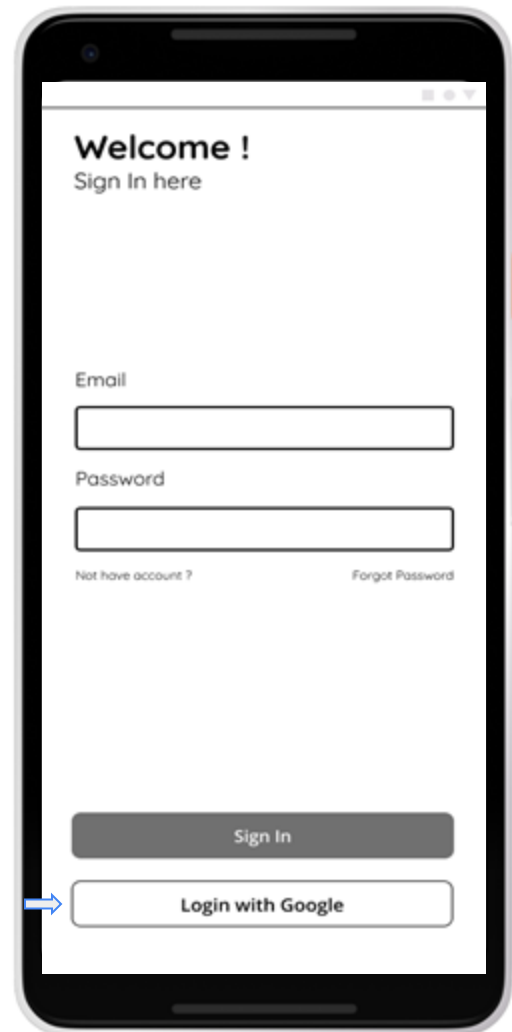 Welcome !
Sign In here
Email
Password
Not have account ? Forgot Password
Sign In
Login with Google